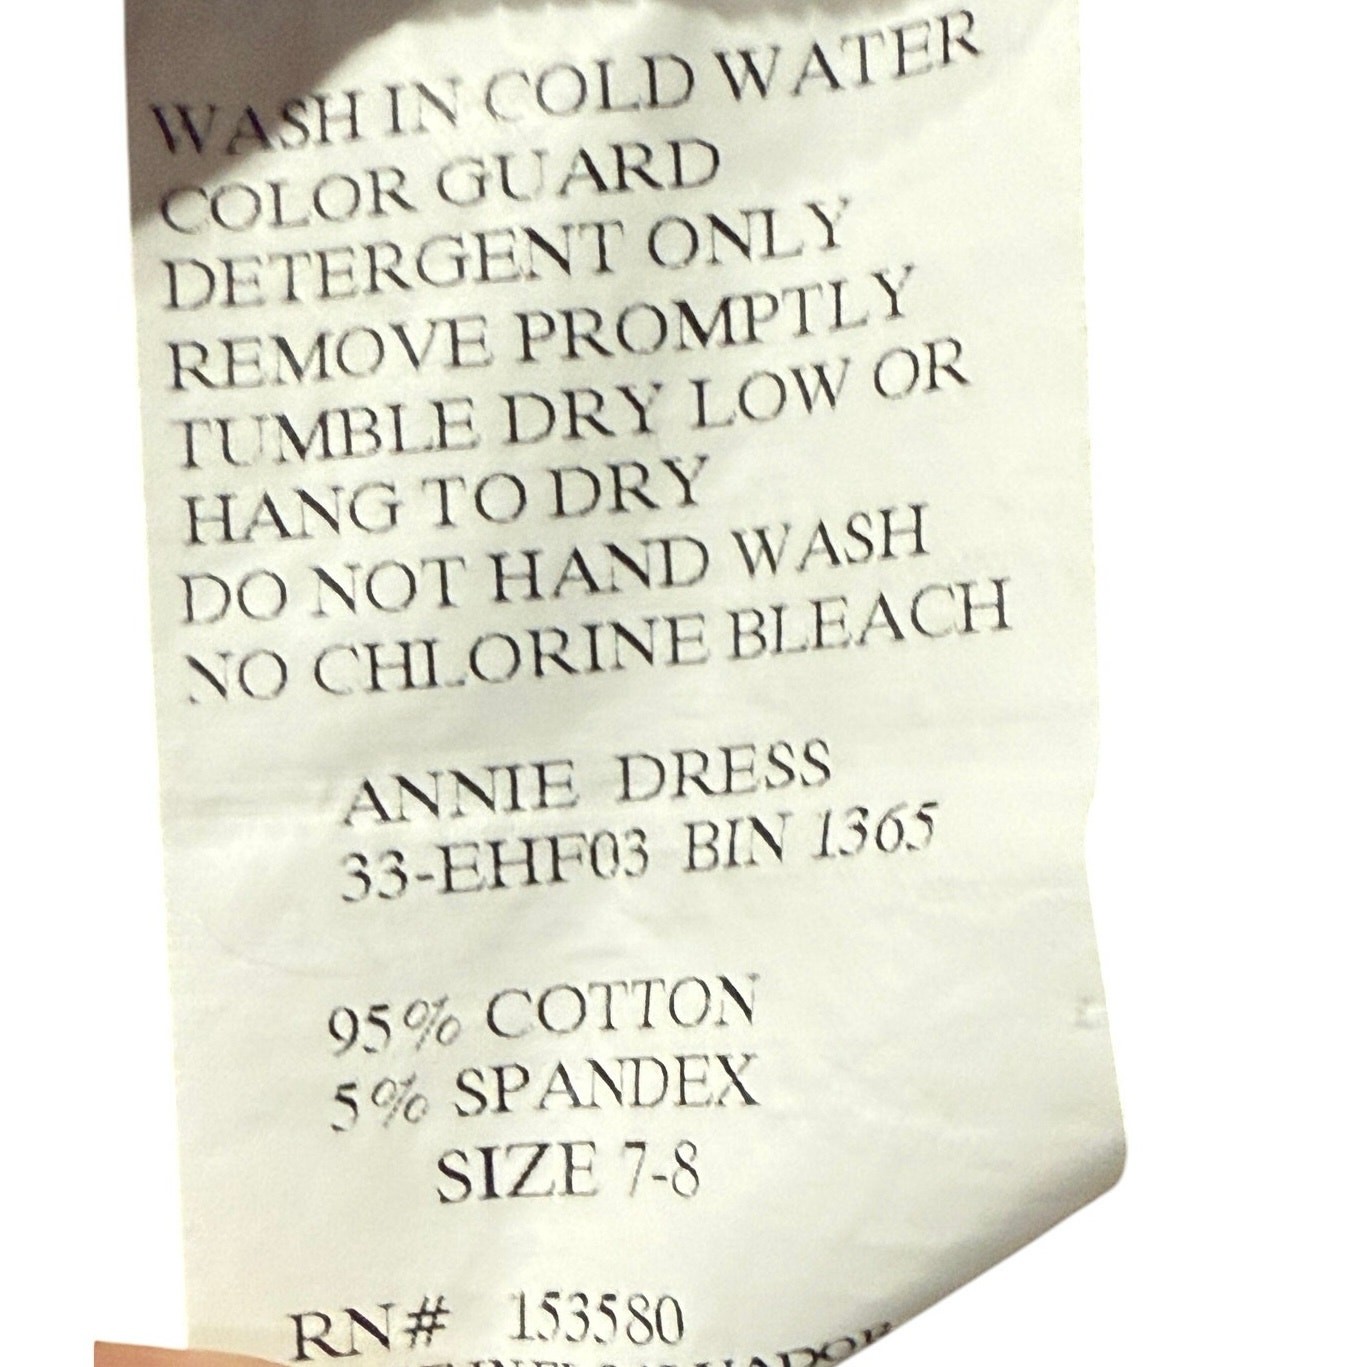 WASH IN COLD WATER
COLOR GUARD
DETERGENT ONLY
REMOVE PROMPTLY
TUMBLE DRY LOW OR
HANG TO DRY
DO NOT HAND WASH
NO CHLORINE BLEACH
ANNIE DRESS
33-EHF03 BIN 1365
95% COTTON
5% SPANDEX
SIZE 7-8
RN# 153580